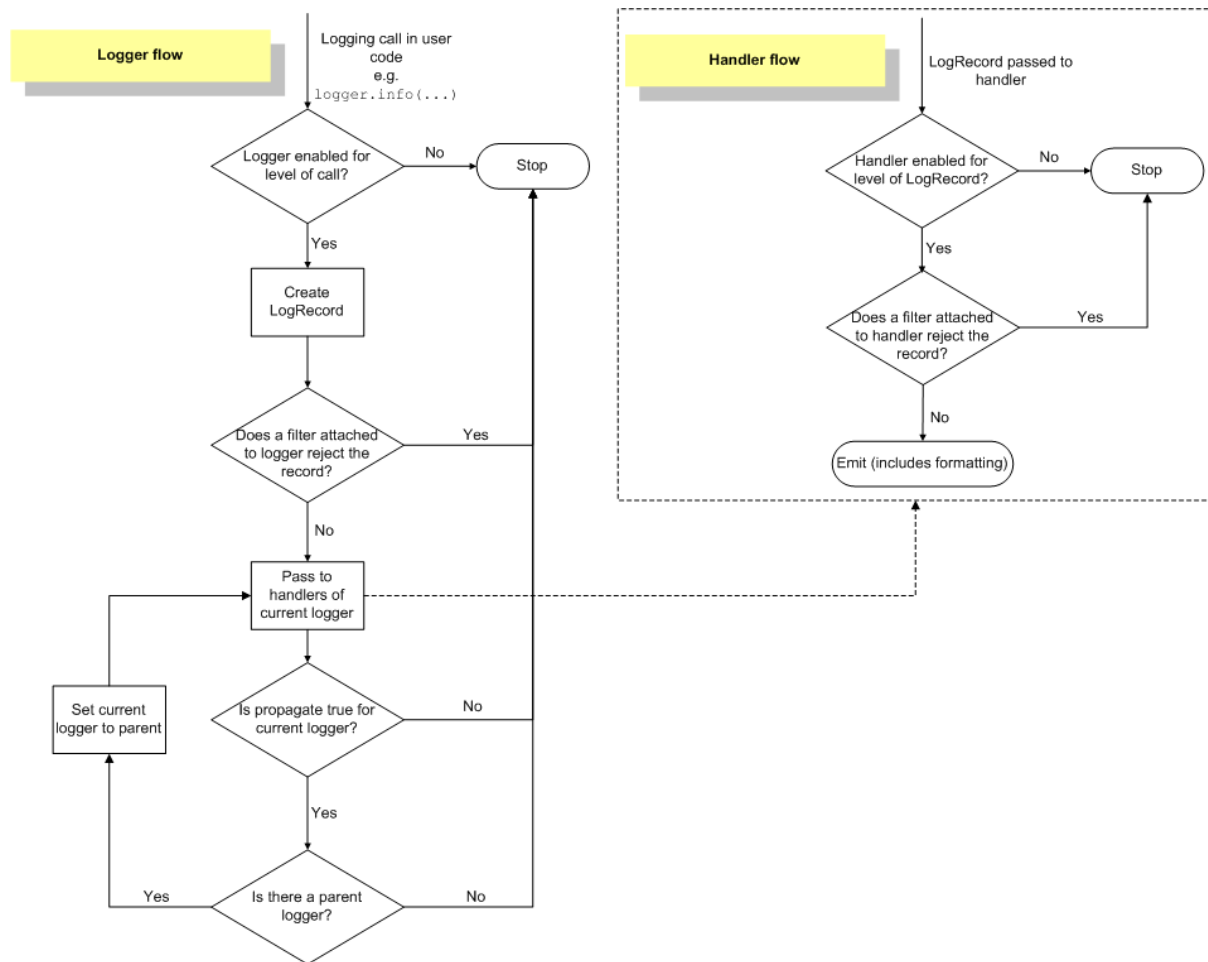 Logger flow
Logging call in user
code
e.g.
logger.info(...)
Logger enabled for
level of call?
No
Stop
Yes
Create
LogRecord
Does a filter attached
to logger reject the
record?
Yes
No
Pass to
handlers of
current logger
Set current
logger to parent
Is propagate true for
current logger?
No
Yes
Is there a parent
logger?
Yes
No
Handler flow
LogRecord passed to
handler
Handler enabled for
level of LogRecord?
No
Stop
Yes
Does a filter attached
to handler reject the
record?
Yes
No
Emit (includes formatting)